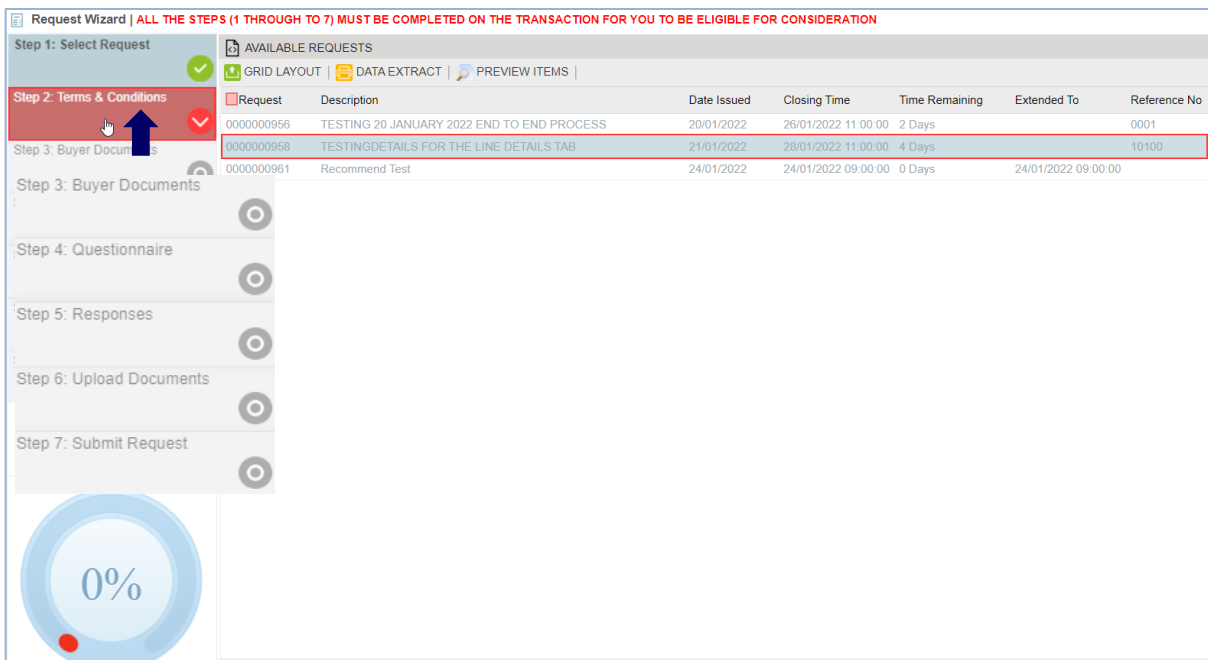 Request Wizard | ALL THE STEPS (1 THROUGH TO 7) MUST BE COMPLETED ON THE TRANSACTION FOR YOU TO BE ELIGIBLE FOR CONSIDERATION
Step 1: Select Request
AVAILABLE REQUESTS
GRID LAYOUT | DATA EXTRACT | PREVIEW ITEMS |
Step 2: Terms & Conditions
Request Description Date Issued Closing Time Time Remaining Extended To Reference No
0000000956 TESTING 20 JANUARY 2022 END TO END PROCESS 20/01/2022 26/01/2022 11:00:00 2 Days 0001
0000000958 TESTINGDETAILS FOR THE LINE DETAILS TAB 21/01/2022 28/01/2022 11:00:00 4 Days 10100
0000000961 Recommend Test 24/01/2022 24/01/2022 09:00:00 0 Days 24/01/2022 09:00:00
Step 3: Buyer Documents
Step 3: Buyer Documents
Step 4: Questionnaire
Step 5: Responses
Step 6: Upload Documents
Step 7: Submit Request
0%